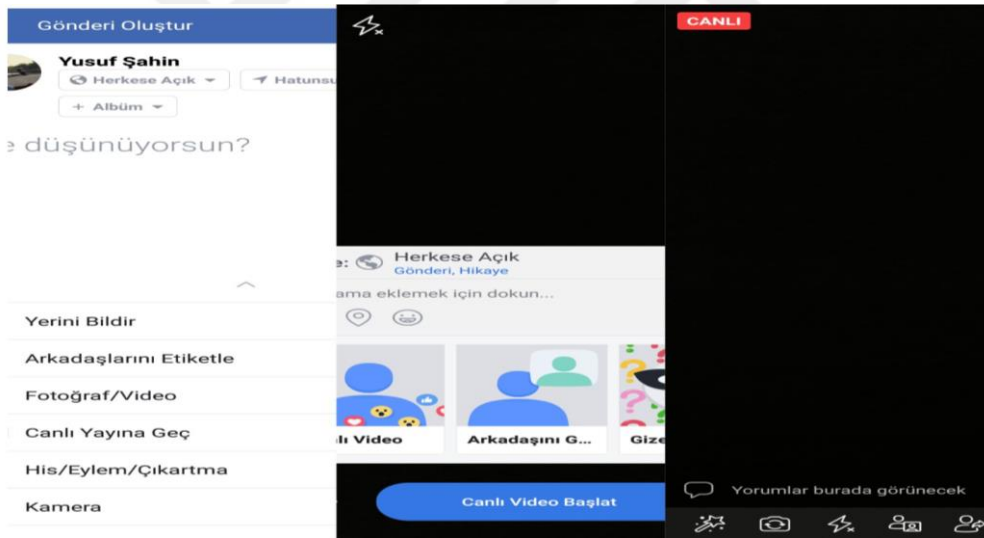 Gönderi Oluştur
Yusuf Şahin
Herkese Açık
Hatunsu
+ Albüm
e düşünüyorsun?
Yerini Bildir
Arkadaşlarını Etiketle
Fotoğraf/Video
Canlı Yayına Geç
His/Eylem/Çıkartma
Kamera
e: Herkese Açık
Gönderi, Hikaye
ama eklemek için dokun...
lı Video
Arkadaşını G...
Gize
Canlı Video Başlat
CANLI
Yorumlar burada görünecek